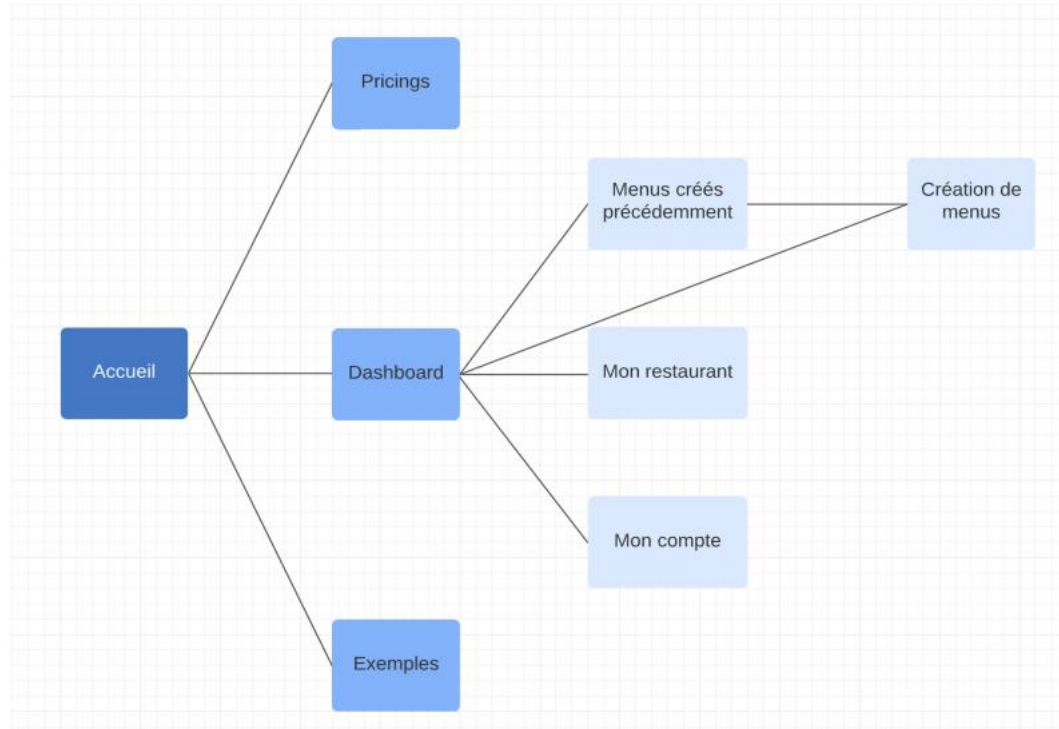 Pricings
Menus créés
précédemment
Création de
menus
Accueil
Dashboard
Mon restaurant
Mon compte
Exemples